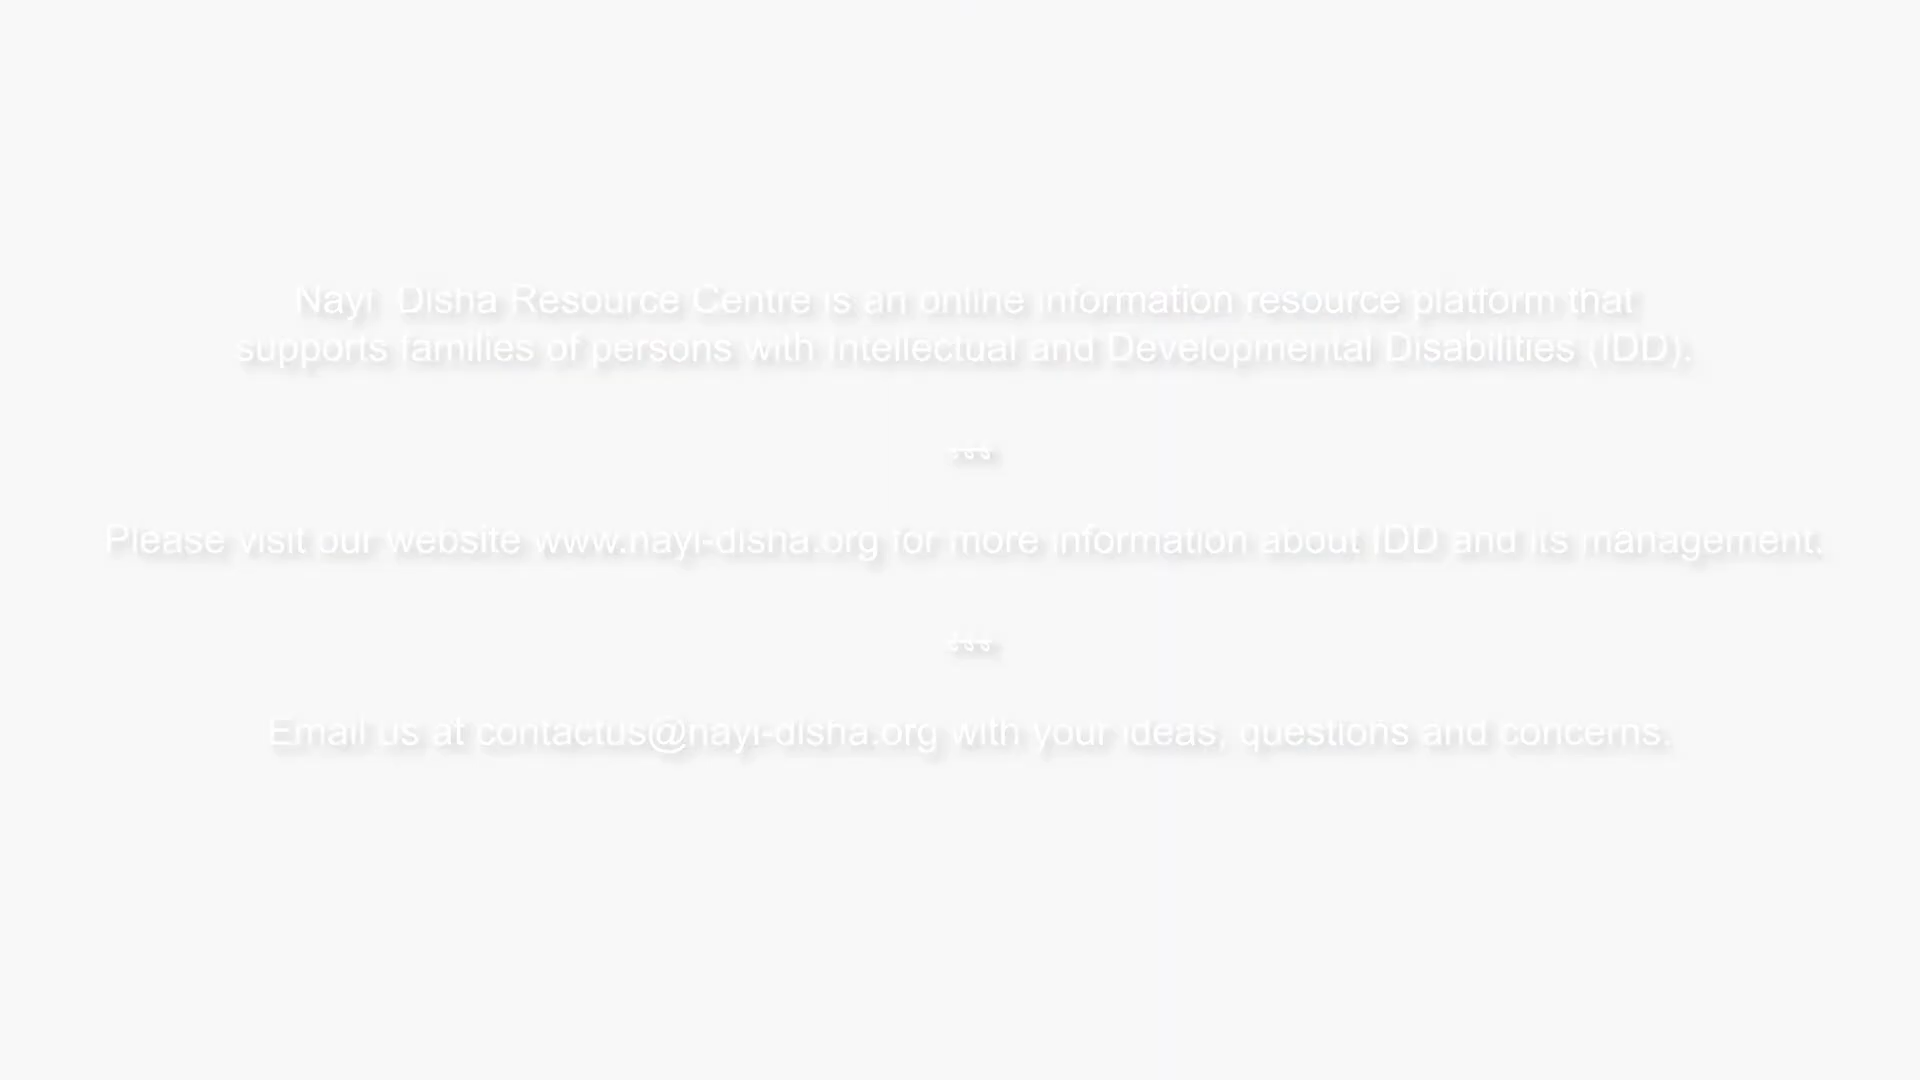 Nayi Disha Resource Centre is an online information resource platform that
supports families of persons with Intellectual and Developmental Disabilities (IDD).
Please visit our website www.nayi-disha.org for more information about IDD and its management.
Email us at contactus@nayi-disha.org with your ideas, questions and concerns.